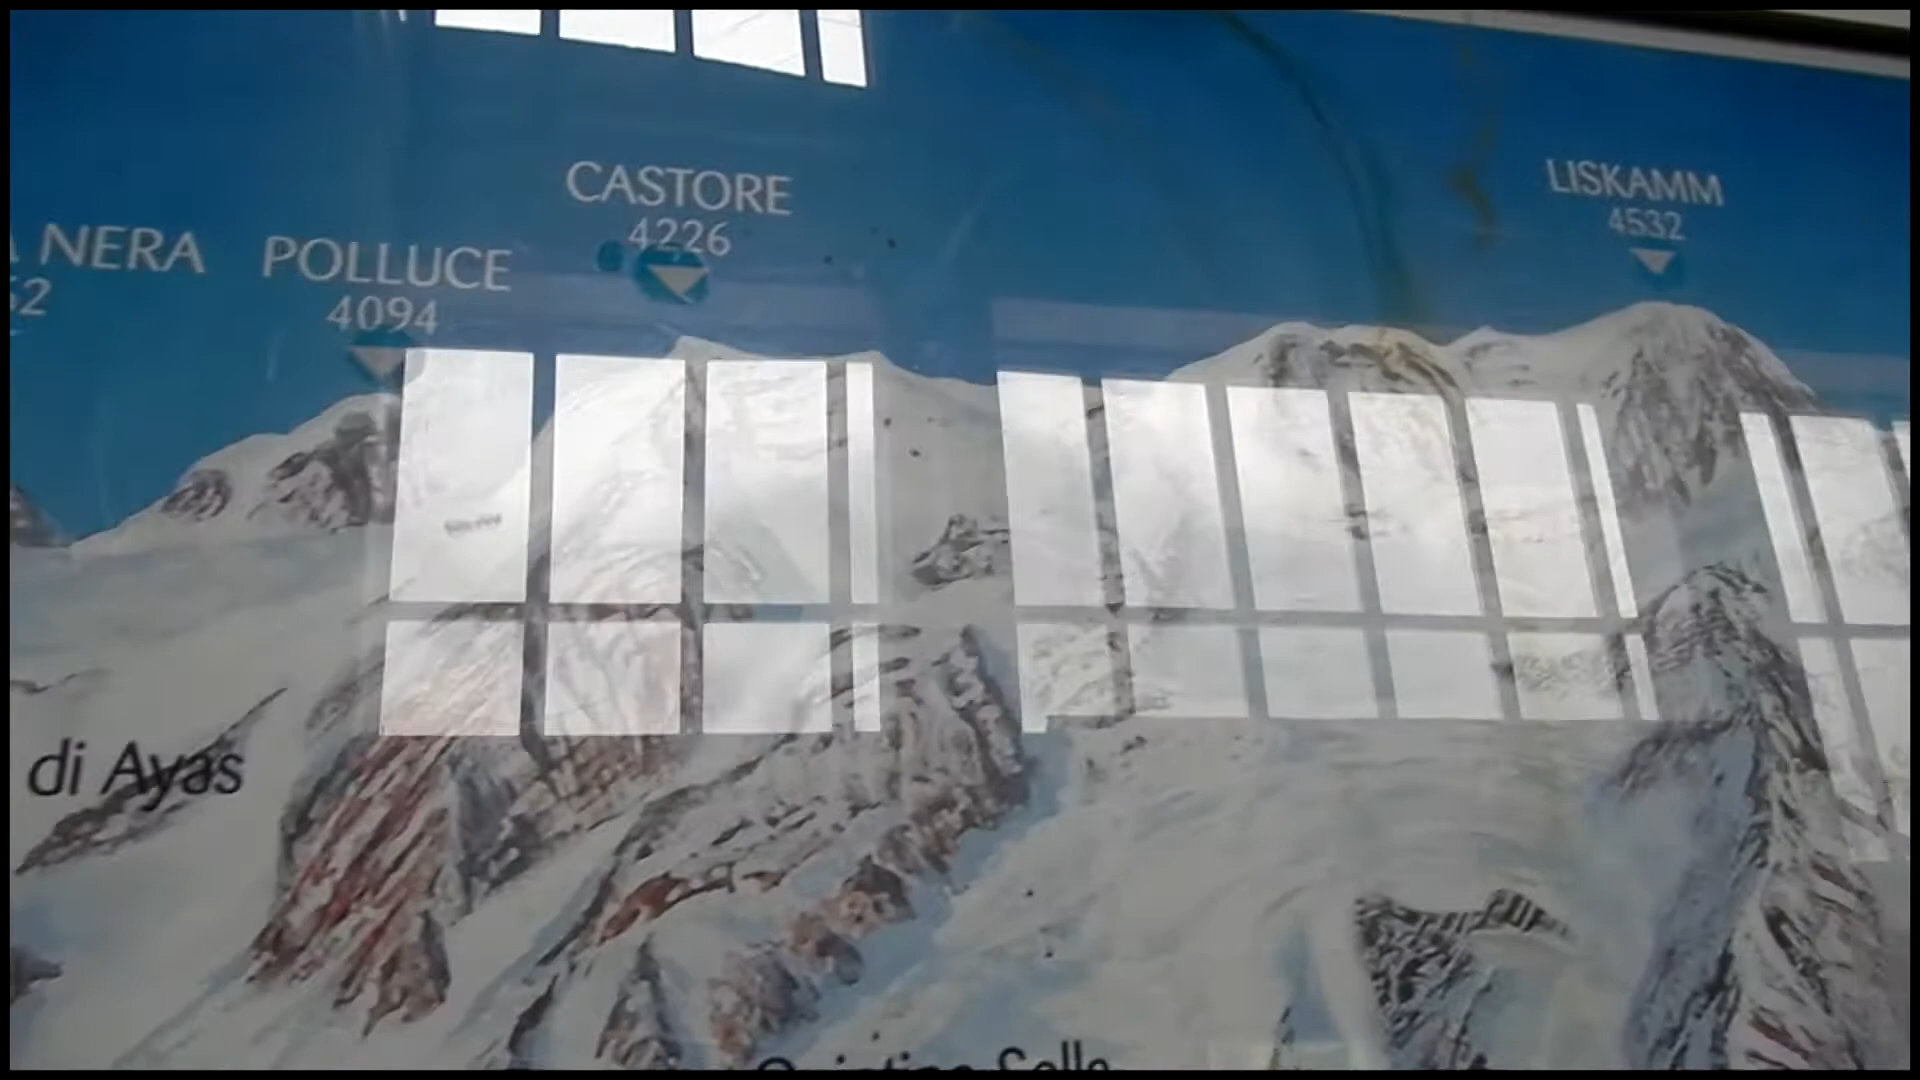 NERA
POLLUCE
4094
CASTORE
4226
LISKAMM
4532
di Ayas